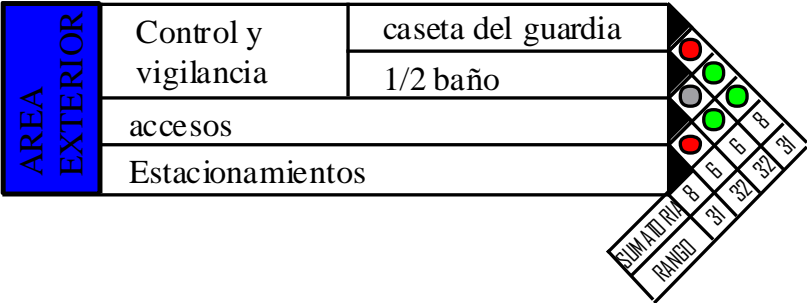 AREA
EXTERIOR
Control y
vigilancia
caseta del guardia
1/2 baño
accesos
Estacionamientos
SUMATORIA 8 6 6 8
RANGO 31 32 32 31